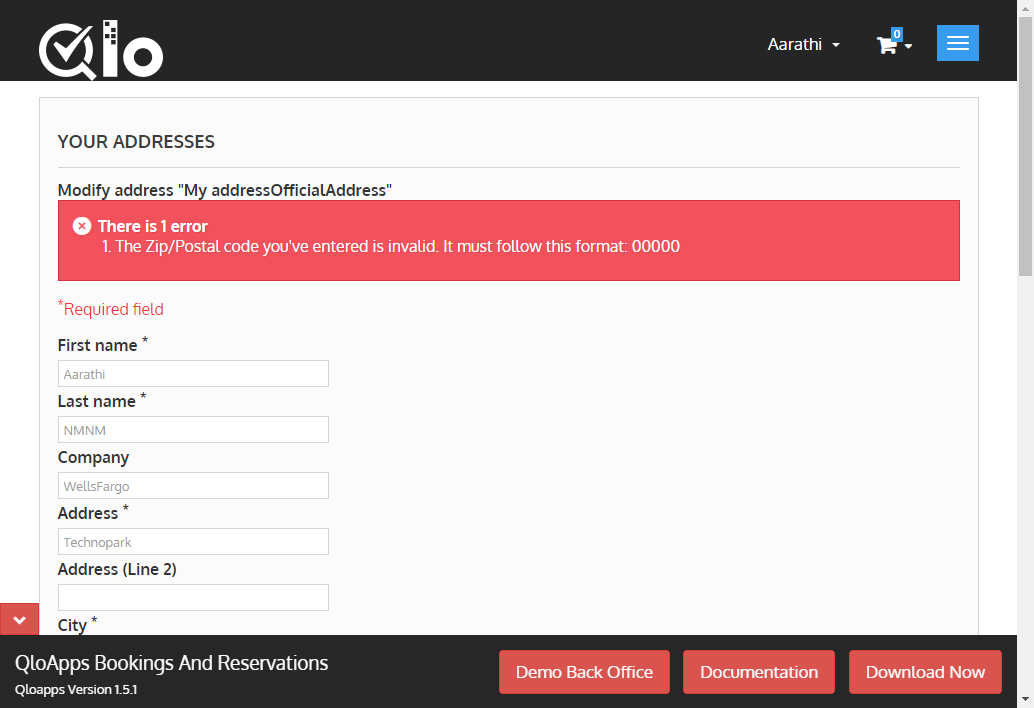 Qlo
Aarathi
0
YOUR ADDRESSES
Modify address "My addressOfficialAddress"
There is 1 error
1. The Zip/Postal code you've entered is invalid. It must follow this format: 00000
*Required field
First name *
Aarathi
Last name *
NMNM
Company
WellsFargo
Address *
Technopark
Address (Line 2)
City *
QloApps Bookings And Reservations
Qloapps Version 1.5.1
Demo Back Office
Documentation
Download Now